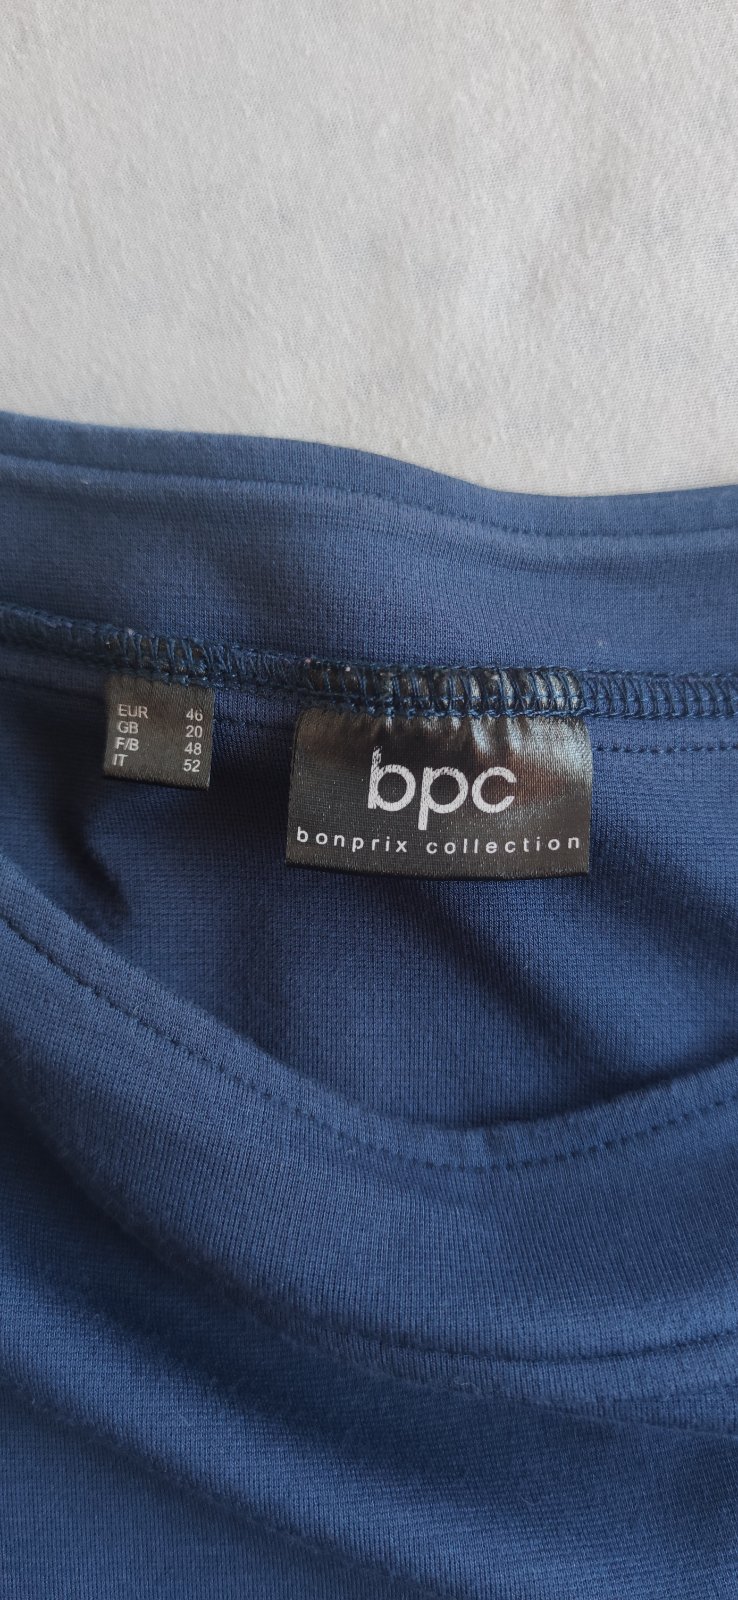 EUR 46
GB 20
F/B 48
IT 52
bpc
bonprix collection